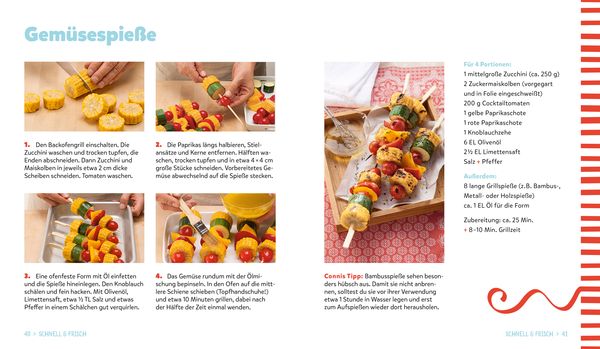 Gemüsespieße
1. Den Backofengrill einschalten. Die
Zucchini waschen und trocken tupfen, die
Enden abschneiden. Dann Zucchini und
Maiskolben in jeweils etwa 2 cm dicke
Scheiben schneiden. Tomaten waschen.
2. Die Paprikas längs halbieren, Stiel-
ansätze und Kerne entfernen. Hälften wa-
schen, trocken tupfen und in etwa 4 × 4 cm
große Stücke schneiden. Vorbereitetes Ge-
müse abwechselnd auf die Spieße stecken.
3. Eine ofenfeste Form mit Öl einfetten
und die Spieße hineinlegen. Den Knoblauch
schälen und fein hacken. Mit Olivenöl,
Limettensaft, etwa ½ TL Salz und etwas
Pfeffer in einem Schälchen gut verquirlen.
4. Das Gemüse rundum mit der Ölmi-
schung bepinseln. In den Ofen auf die mitt-
lere Schiene schieben (Topfhandschuhe!)
und etwa 10 Minuten grillen, dabei nach
der Hälfte der Zeit einmal wenden.
40 > SCHNELL & FRISCH
Connis Tipp: Bambusspieße sehen beson-
ders hübsch aus. Damit sie nicht anbren-
nen, solltest du sie vor ihrer Verwendung
etwa 1 Stunde in Wasser legen und erst
zum Aufspießen wieder dort herausholen.
Für 4 Portionen:
1 mittelgroße Zucchini (ca. 250 g)
2 Zuckermaiskolben (vorgegart
und in Folie eingeschweißt)
200 g Cocktailtomaten
1 gelbe Paprikaschote
1 rote Paprikaschote
1 Knoblauchzehe
6 EL Olivenöl
2½ EL Limettensaft
Salz + Pfeffer
Außerdem:
8 lange Grillspieße (z.B. Bambus-,
Metall- oder Holzspieße)
ca. 1 EL Öl für die Form
Zubereitung: ca. 25 Min.
+ 8-10 Min. Grillzeit
SCHNELL & FRISCH > 41